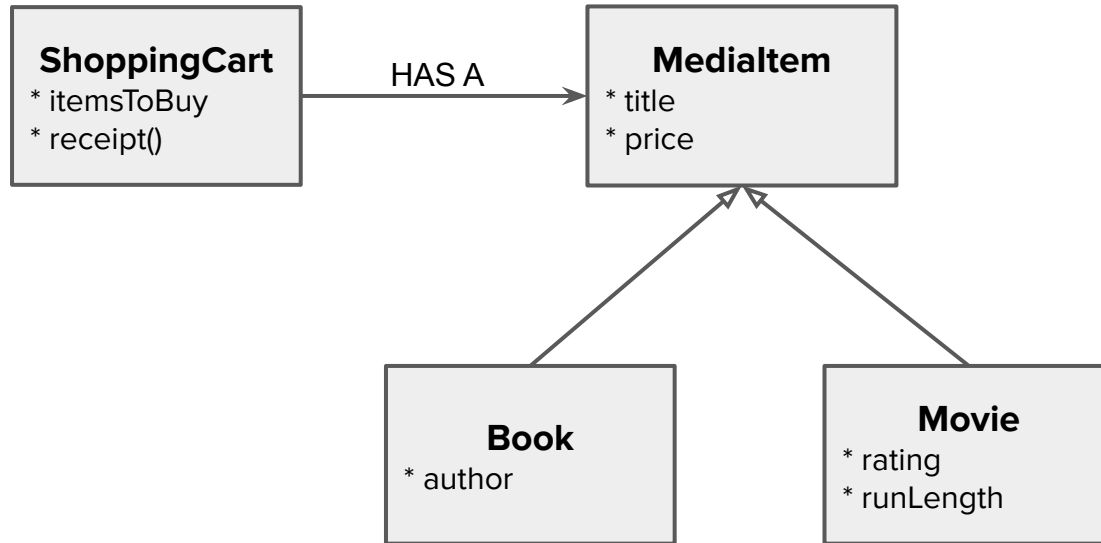 ShoppingCart
* itemsToBuy
* receipt()
HAS A
MediaItem
* title
* price
Book
* author
Movie
* rating
* runLength